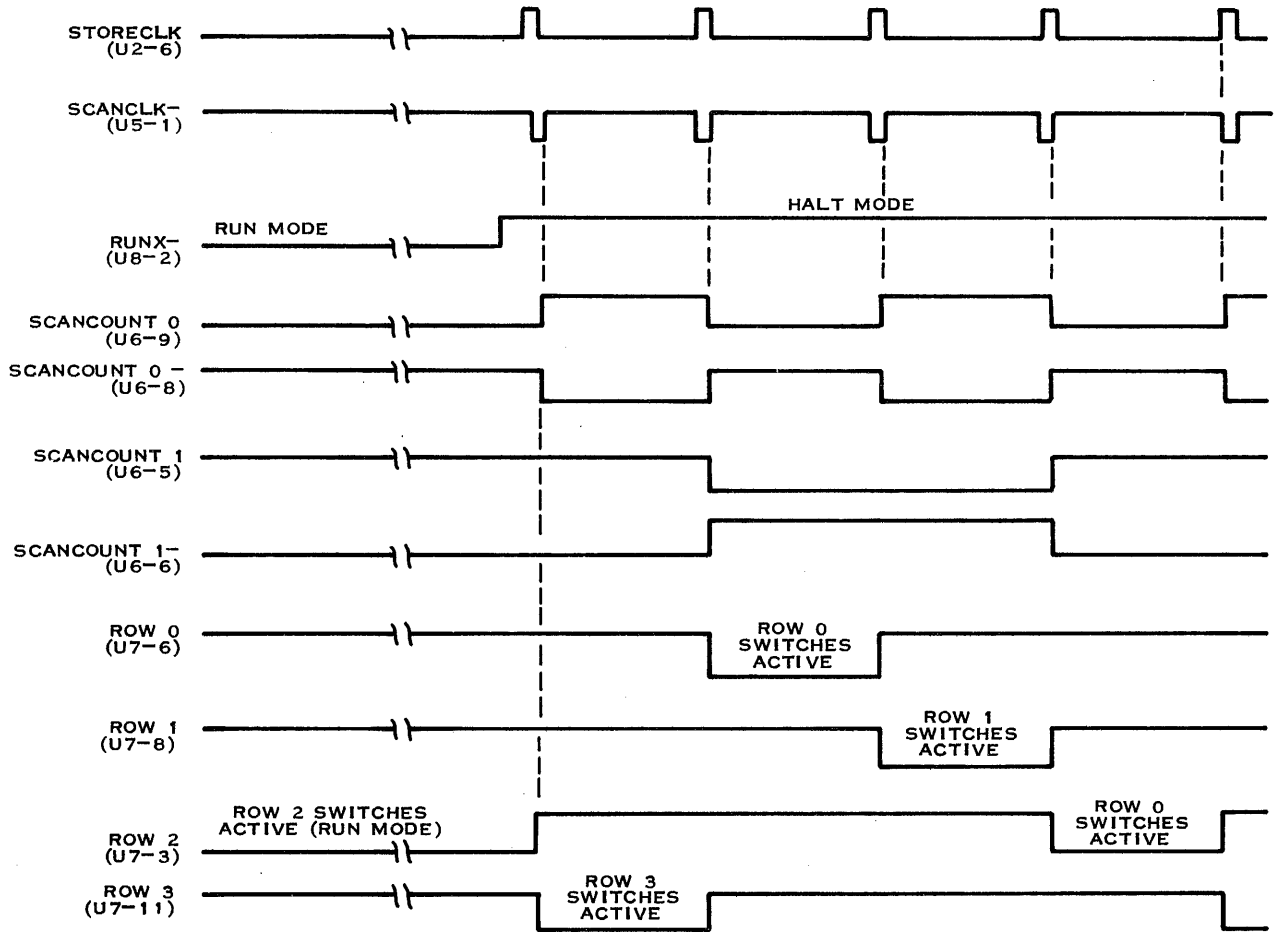 STORECLK
(U2-6)
SCANCLK-
(U5-1)
HALT MODE
RUN MODE
RUNX-
(U8-2)
SCANCOUNT 0
(U6-9)
SCANCOUNT 0 -
(U6-8)
SCANCOUNT 1
(U6-5)
SCANCOUNT 1-
(U6-6)
ROW 0
(U7-6)
ROW 0
SWITCHES
ACTIVE
ROW 1
(U7-8)
ROW 1
SWITCHES
ACTIVE
ROW 2 SWITCHES
ACTIVE (RUN MODE)
ROW 2
(U7-3)
ROW 0
SWITCHES
ACTIVE
ROW 3
(U7-11)
ROW 3
SWITCHES
ACTIVE